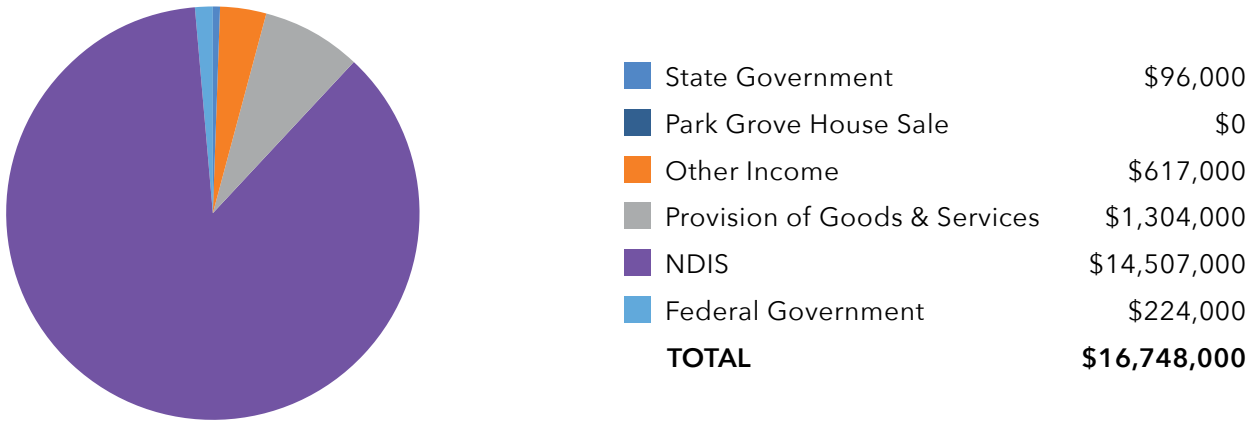 State Government $96,000
Park Grove House Sale $0
Other Income $617,000
Provision of Goods & Services $1,304,000
NDIS $14,507,000
Federal Government $224,000
TOTAL $16,748,000